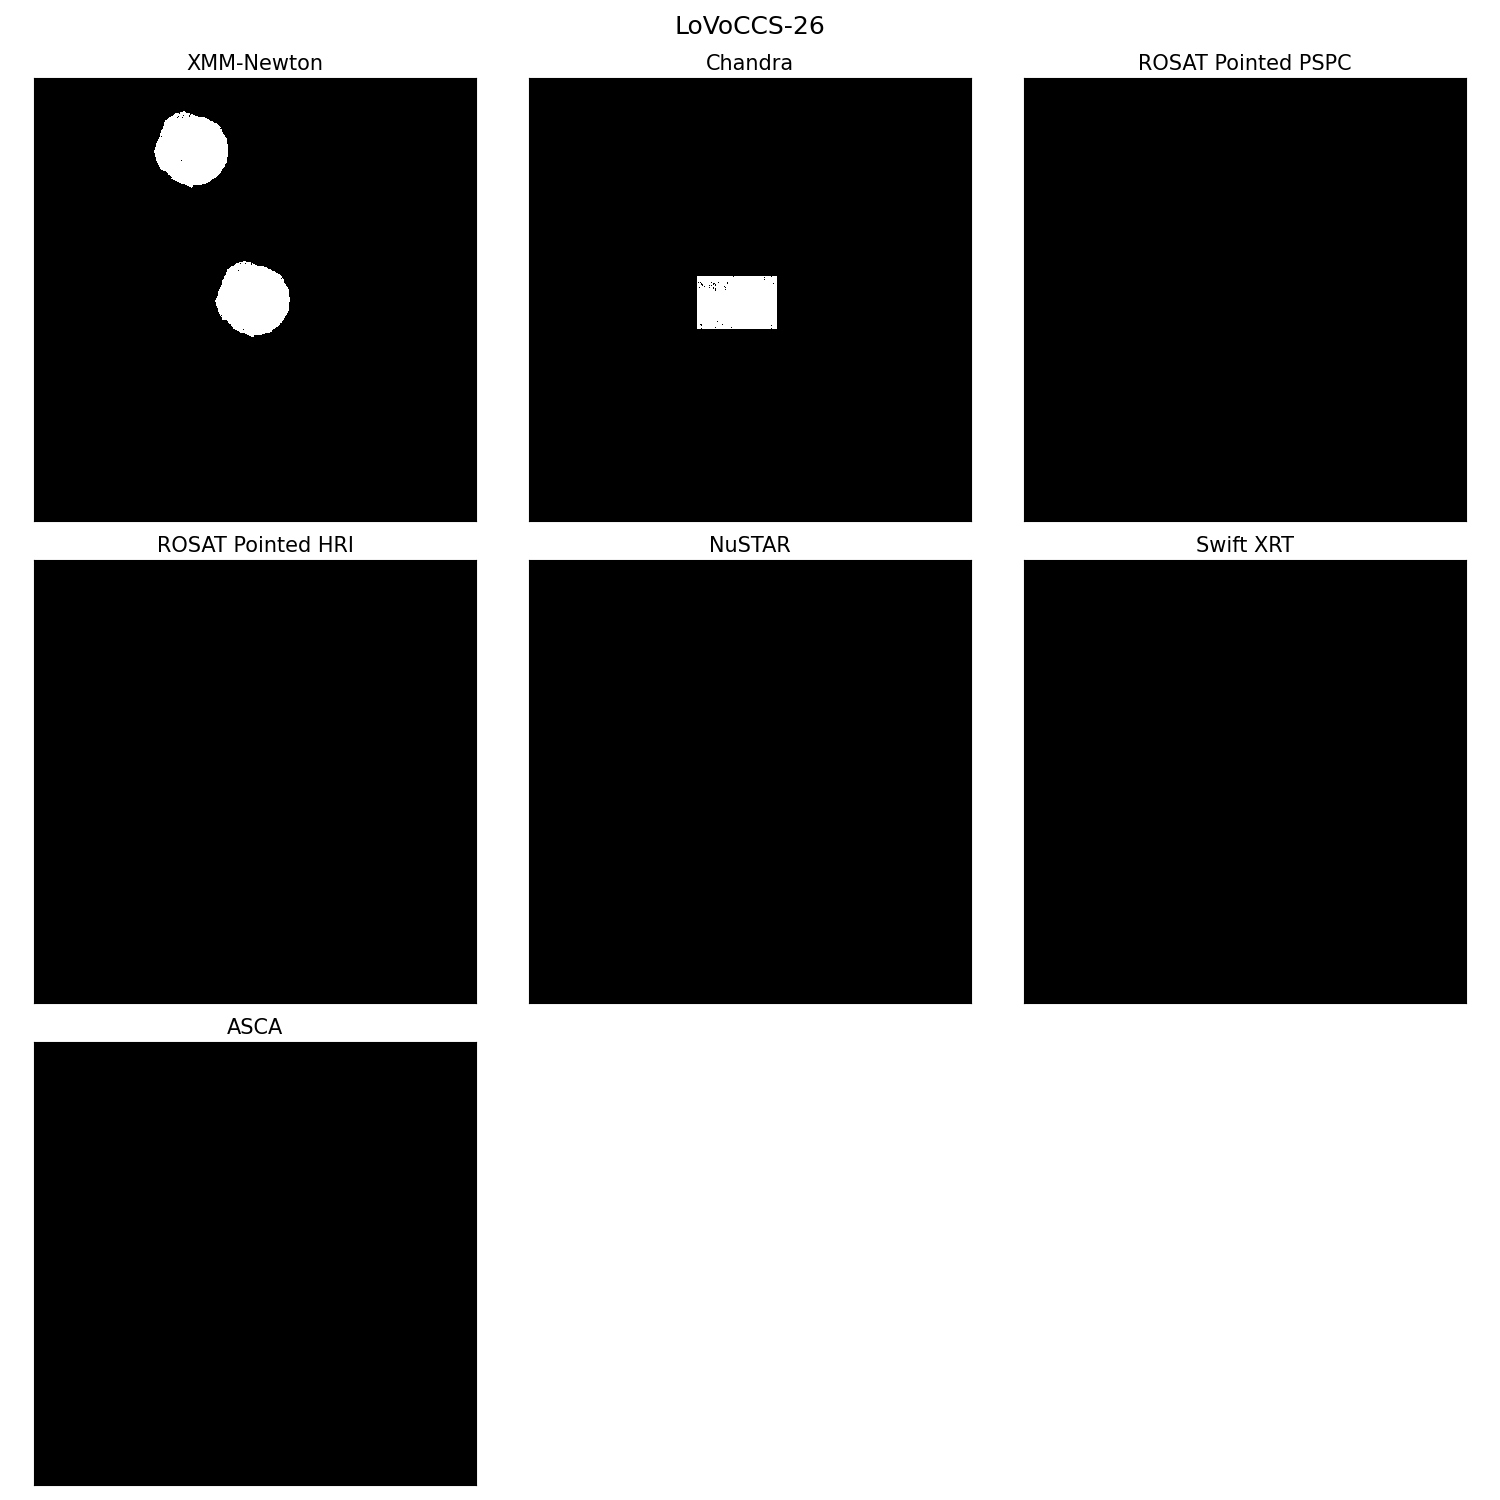 LoVoCCS-26
XMM-Newton
Chandra
ROSAT Pointed PSPC
ROSAT Pointed HRI
NuSTAR
Swift XRT
ASCA